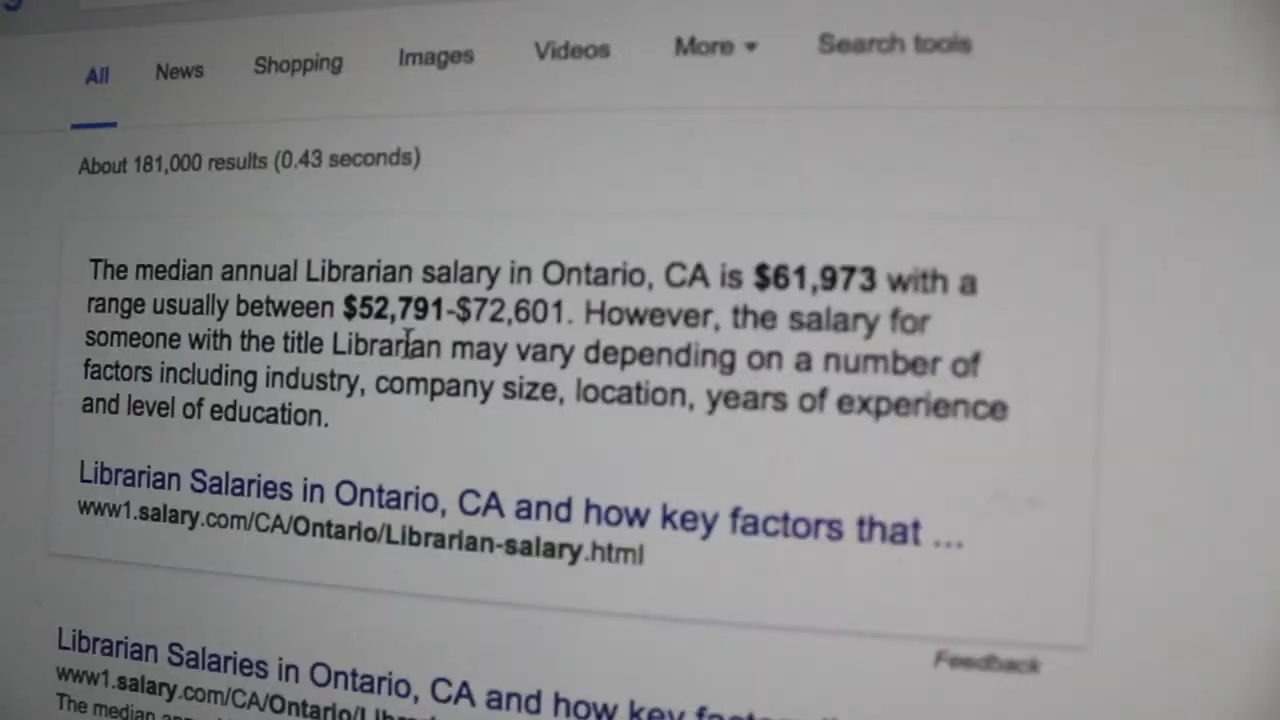 All News Shopping Images Videos More Search tools
About 181,000 results (0.43 seconds)
The median annual Librarian salary in Ontario, CA is $61,973 with a
range usually between $52,791-$72,601. However, the salary for
someone with the title Librarian may vary depending on a number of
factors including industry, company size, location, years of experience
and level of education.
Librarian Salaries in Ontario, CA and how key factors that ...
www1.salary.com/CA/Ontario/Librarian-salary.html
Feedback
Librarian Salaries in Ontario, CA and how key
www1.salary.com/CA/Ontario/
The median